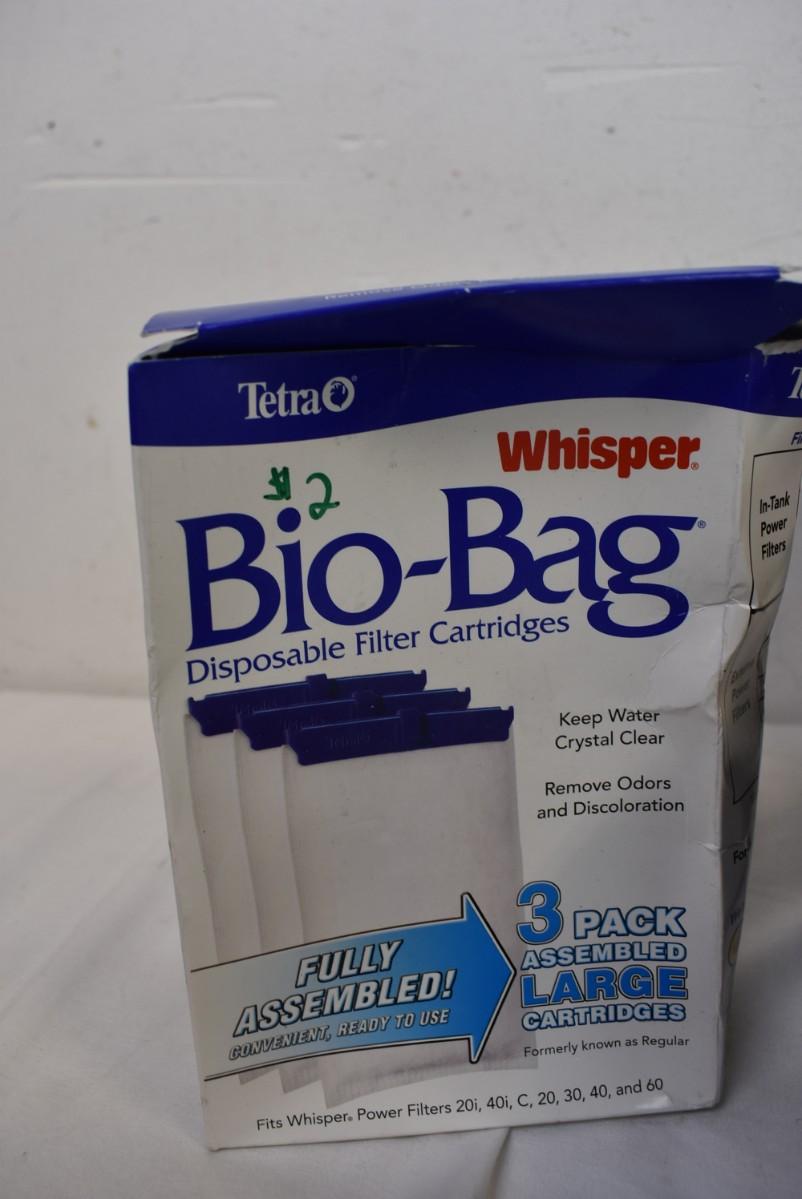 Tetra®
Whisper®
#2
Bio-Bag®
Disposable Filter Cartridges
Keep Water
Crystal Clear
Remove Odors
and Discoloration
FULLY
ASSEMBLED!
CONVENIENT, READY TO USE
3 PACK
ASSEMBLED
LARGE
CARTRIDGES
Formerly known as Regular
Fits Whisper® Power Filters 20i, 40i, C, 20, 30, 40, and 60
In-Tank
Power
Filters
Power
Filters